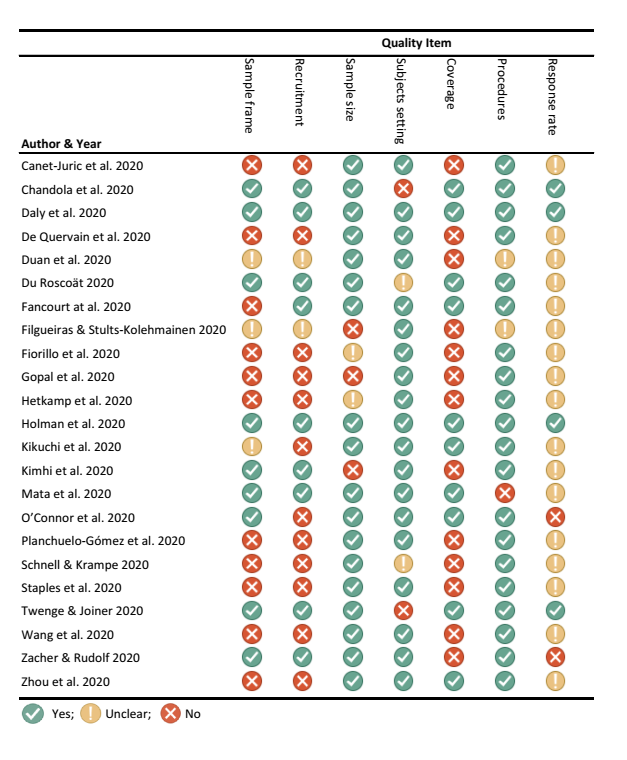 Quality Item
Sample frame
Recruitment
Sample size
Subjects setting
Coverage
Procedures
Response rate
Author & Year
Canet-Juric et al. 2020
Chandola et al. 2020
Daly et al. 2020
De Quervain et al. 2020
Duan et al. 2020
Du Roscoät 2020
Fancourt at al. 2020
Filgueiras & Stults-Kolehmainen 2020
Fiorillo et al. 2020
Gopal et al. 2020
Hetkamp et al. 2020
Holman et al. 2020
Kikuchi et al. 2020
Kimhi et al. 2020
Mata et al. 2020
O'Connor et al. 2020
Planchuelo-Gómez et al. 2020
Schnell & Krampe 2020
Staples et al. 2020
Twenge & Joiner 2020
Wang et al. 2020
Zacher & Rudolf 2020
Zhou et al. 2020
Yes; Unclear; No